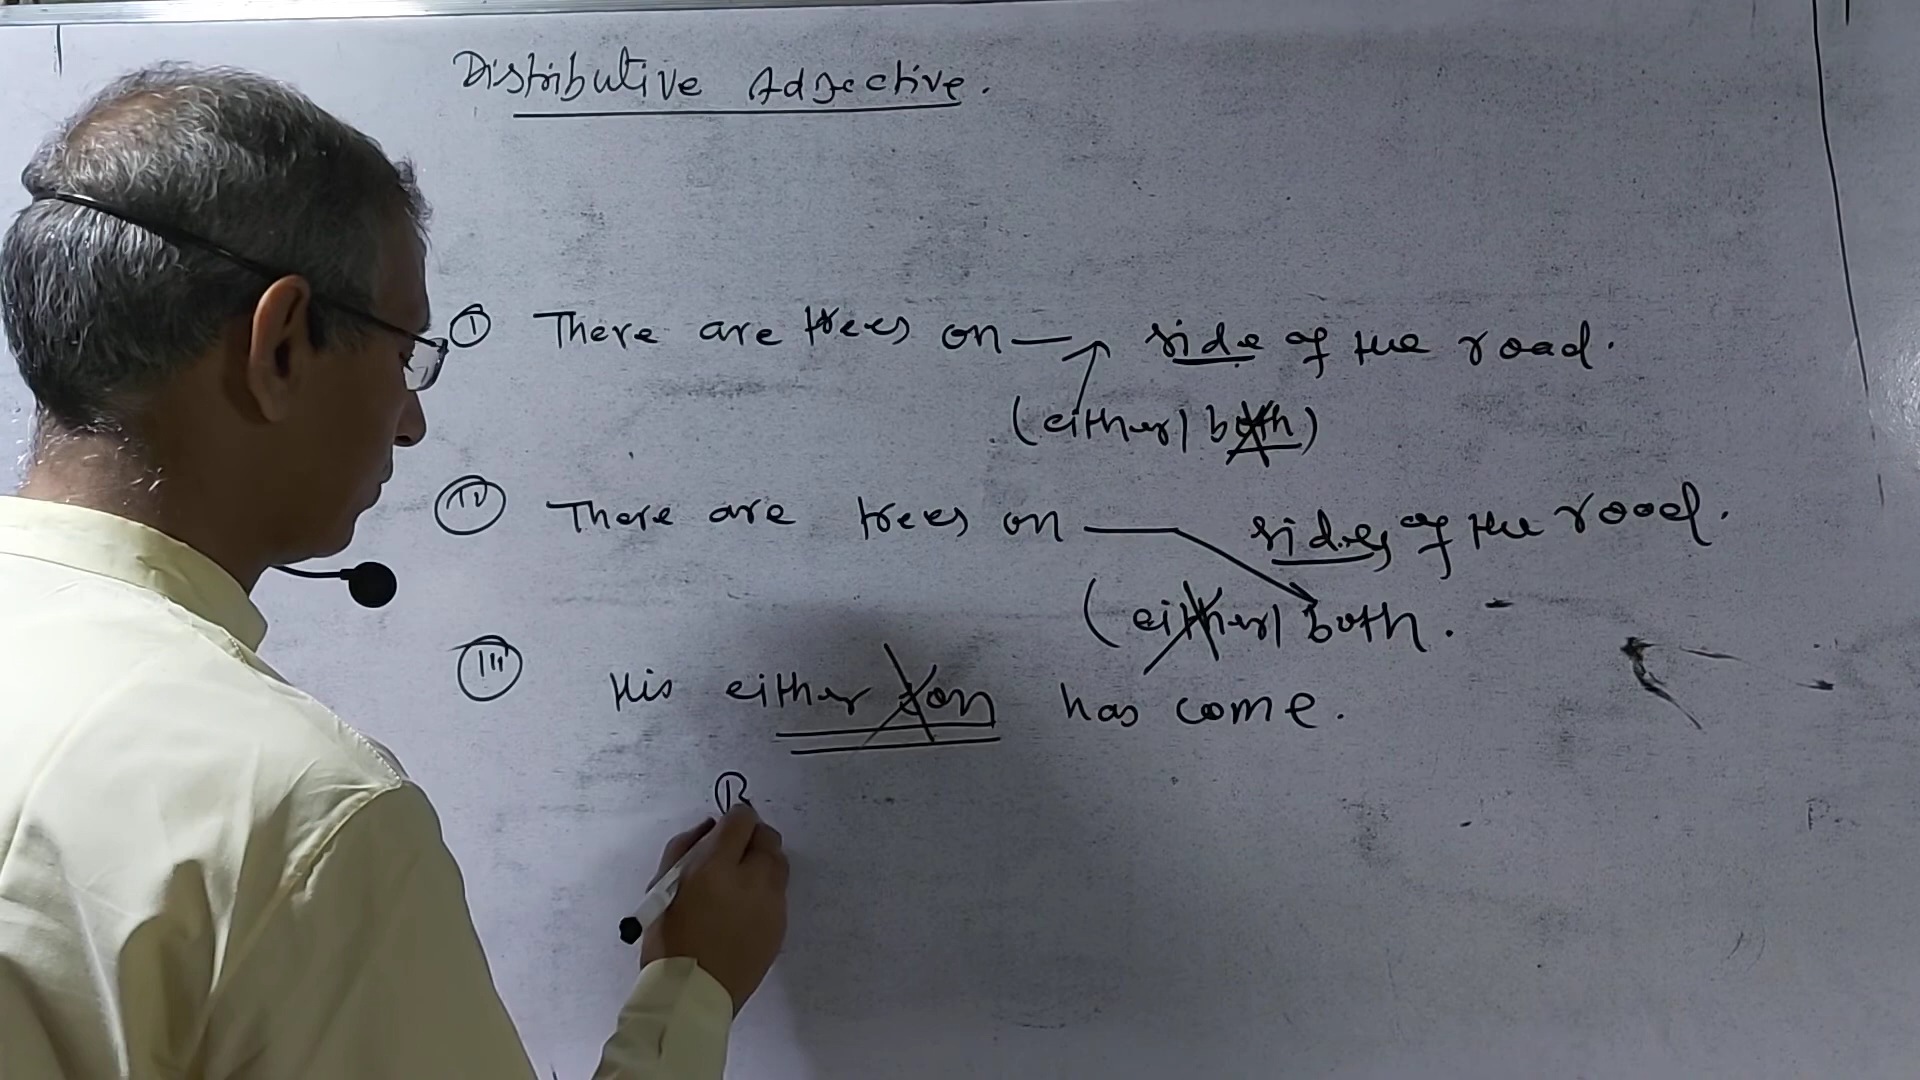 Distributive Adjective.
I There are trees on — side of the road.
(either / both)
IV There are trees on — sides of the road.
(either / both.
III His either son has come.
R